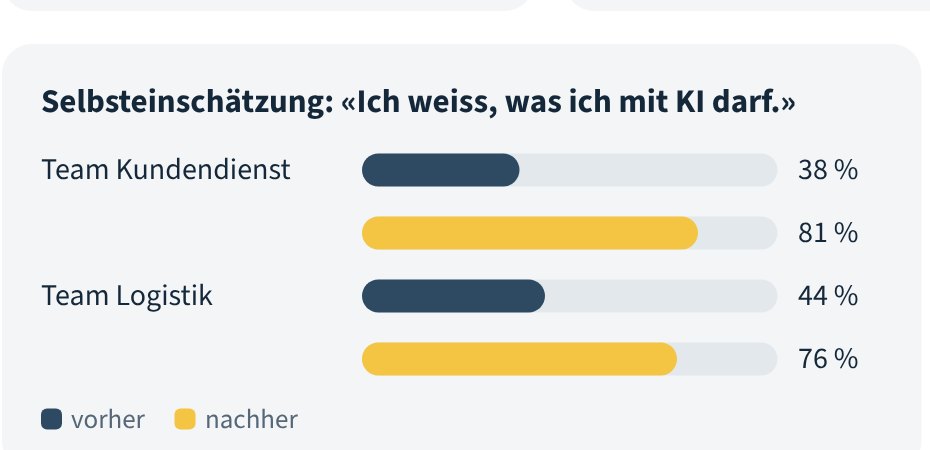 Selbsteinschätzung: «Ich weiss, was ich mit KI darf.»
Team Kundendienst 38 %
81 %
Team Logistik 44 %
76 %
vorher nachher